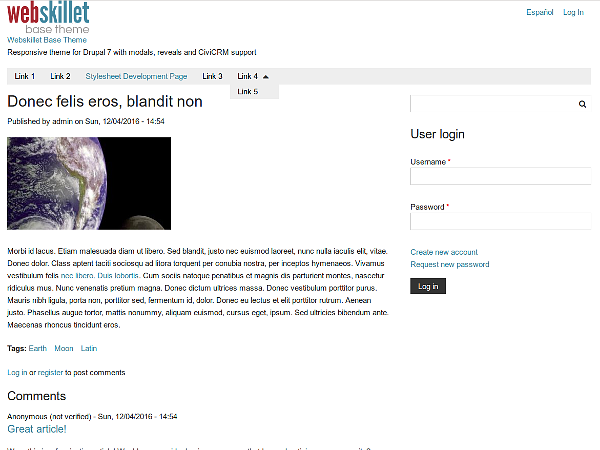 webskillet
base theme
Español Log In
Webskillet Base Theme
Responsive theme for Drupal 7 with modals, reveals and CiviCRM support
Link 1 Link 2 Stylesheet Development Page Link 3 Link 4
Link 5
Donec felis eros, blandit non
Published by admin on Sun, 12/04/2016 - 14:54
Morbi id lacus. Etiam malesuada diam ut libero. Sed blandit, justo nec euismod laoreet, nunc nulla iaculis elit, vitae.
Donec dolor. Class aptent taciti sociosqu ad litora torquent per conubia nostra, per inceptos hymenaeos. Vivamus
vestibulum felis nec libero. Duis lobortis. Cum sociis natoque penatibus et magnis dis parturient montes, nascetur
ridiculus mus. Nunc venenatis pretium magna. Donec dictum ultrices massa. Donec vestibulum porttitor purus.
Mauris nibh ligula, porta non, porttitor sed, fermentum id, dolor. Donec eu lectus et elit porttitor rutrum. Aenean
justo. Phasellus augue tortor, mattis nonummy, aliquam euismod, cursus eget, ipsum. Sed ultricies bibendum ante.
Maecenas rhoncus tincidunt eros.
Tags: Earth Moon Latin
Log in or register to post comments
Comments
Anonymous (not verified) - Sun, 12/04/2016 - 14:54
Great article!
User login
Username *
Password *
Create new account
Request new password
Log in